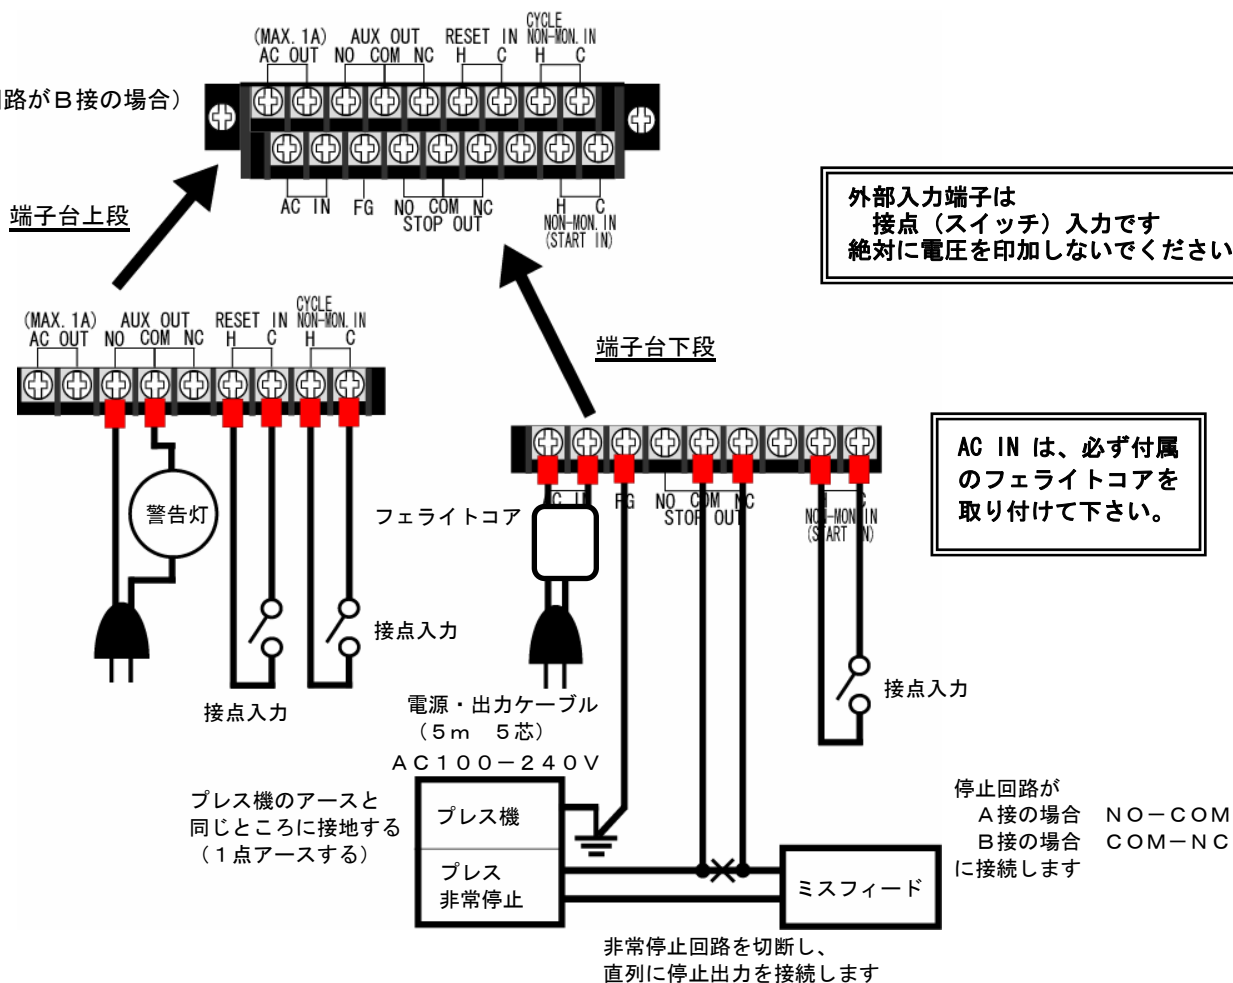 CYCLE
(MAX. 1A) AUX OUT RESET IN NON-MON. IN
AC OUT NO COM NC H C H C
路がB接の場合)
端子台上段
AC IN FG NO COM NC H C
STOP OUT NON-MON. IN
(START IN)
外部入力端子は
接点(スイッチ)入力です
絶対に電圧を印加しないでください
CYCLE
(MAX. 1A) AUX OUT RESET IN NON-MON. IN
AC OUT NO COM NC H C H C
端子台下段
AC IN は、必ず付属
のフェライトコアを
取り付けて下さい。
警告灯
フェライトコア
C IN FG NO COM NC C
STOP OUT NON-MON IN
(START IN)
接点入力
接点入力
接点入力
電源・出力ケーブル
(5m 5芯)
AC100-240V
プレス機のアースと
同じところに接地する
(1点アースする)
プレス機
プレス
非常停止
ミスフィード
停止回路が
A接の場合 NO-COM
B接の場合 COM-NC
に接続します
非常停止回路を切断し、
直列に停止出力を接続します